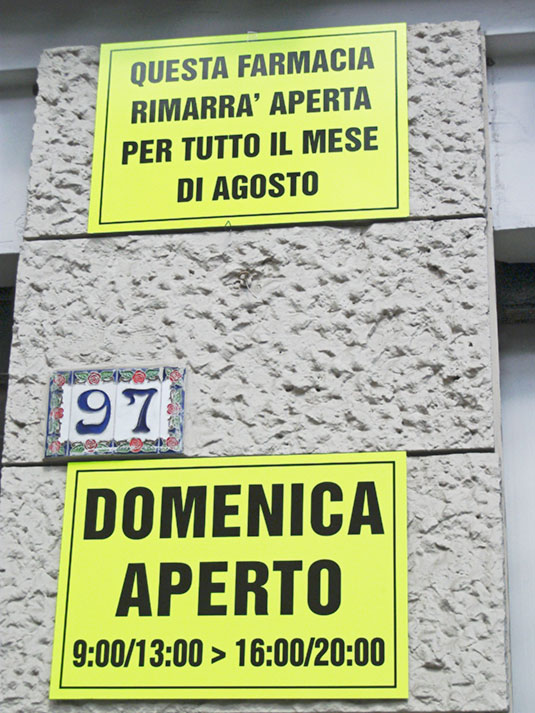 QUESTA FARMACIA
RIMARRA' APERTA
PER TUTTO IL MESE
DI AGOSTO
97
DOMENICA
APERTO
9:00/13:00 > 16:00/20:00